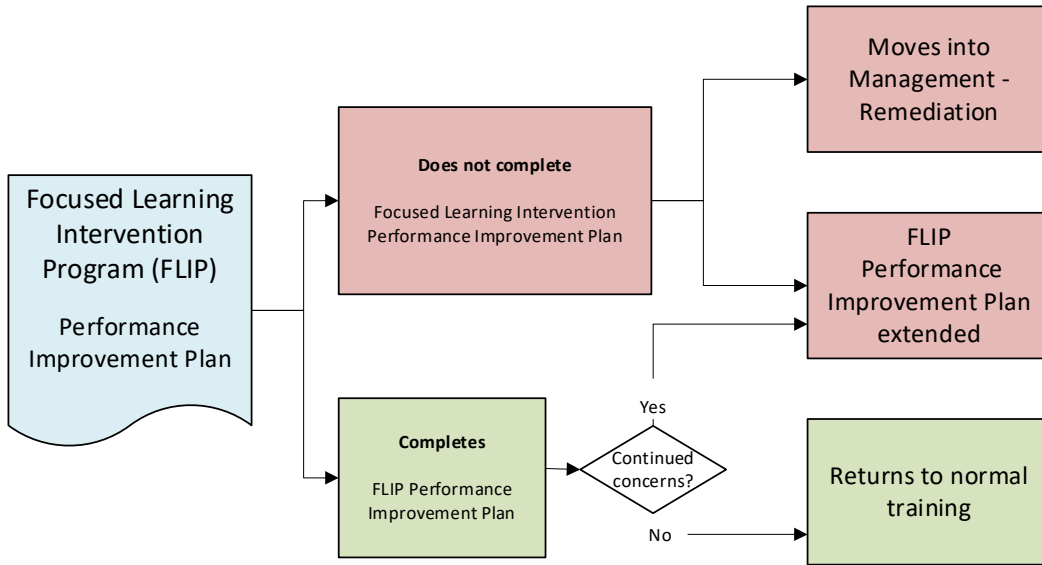 Focused Learning
Intervention
Program (FLIP)
Performance
Improvement Plan
Does not complete
Focused Learning Intervention
Performance Improvement Plan
Moves into
Management -
Remediation
FLIP
Performance
Improvement Plan
extended
Completes
FLIP Performance
Improvement Plan
Yes
Continued
concerns?
No
Returns to normal
training